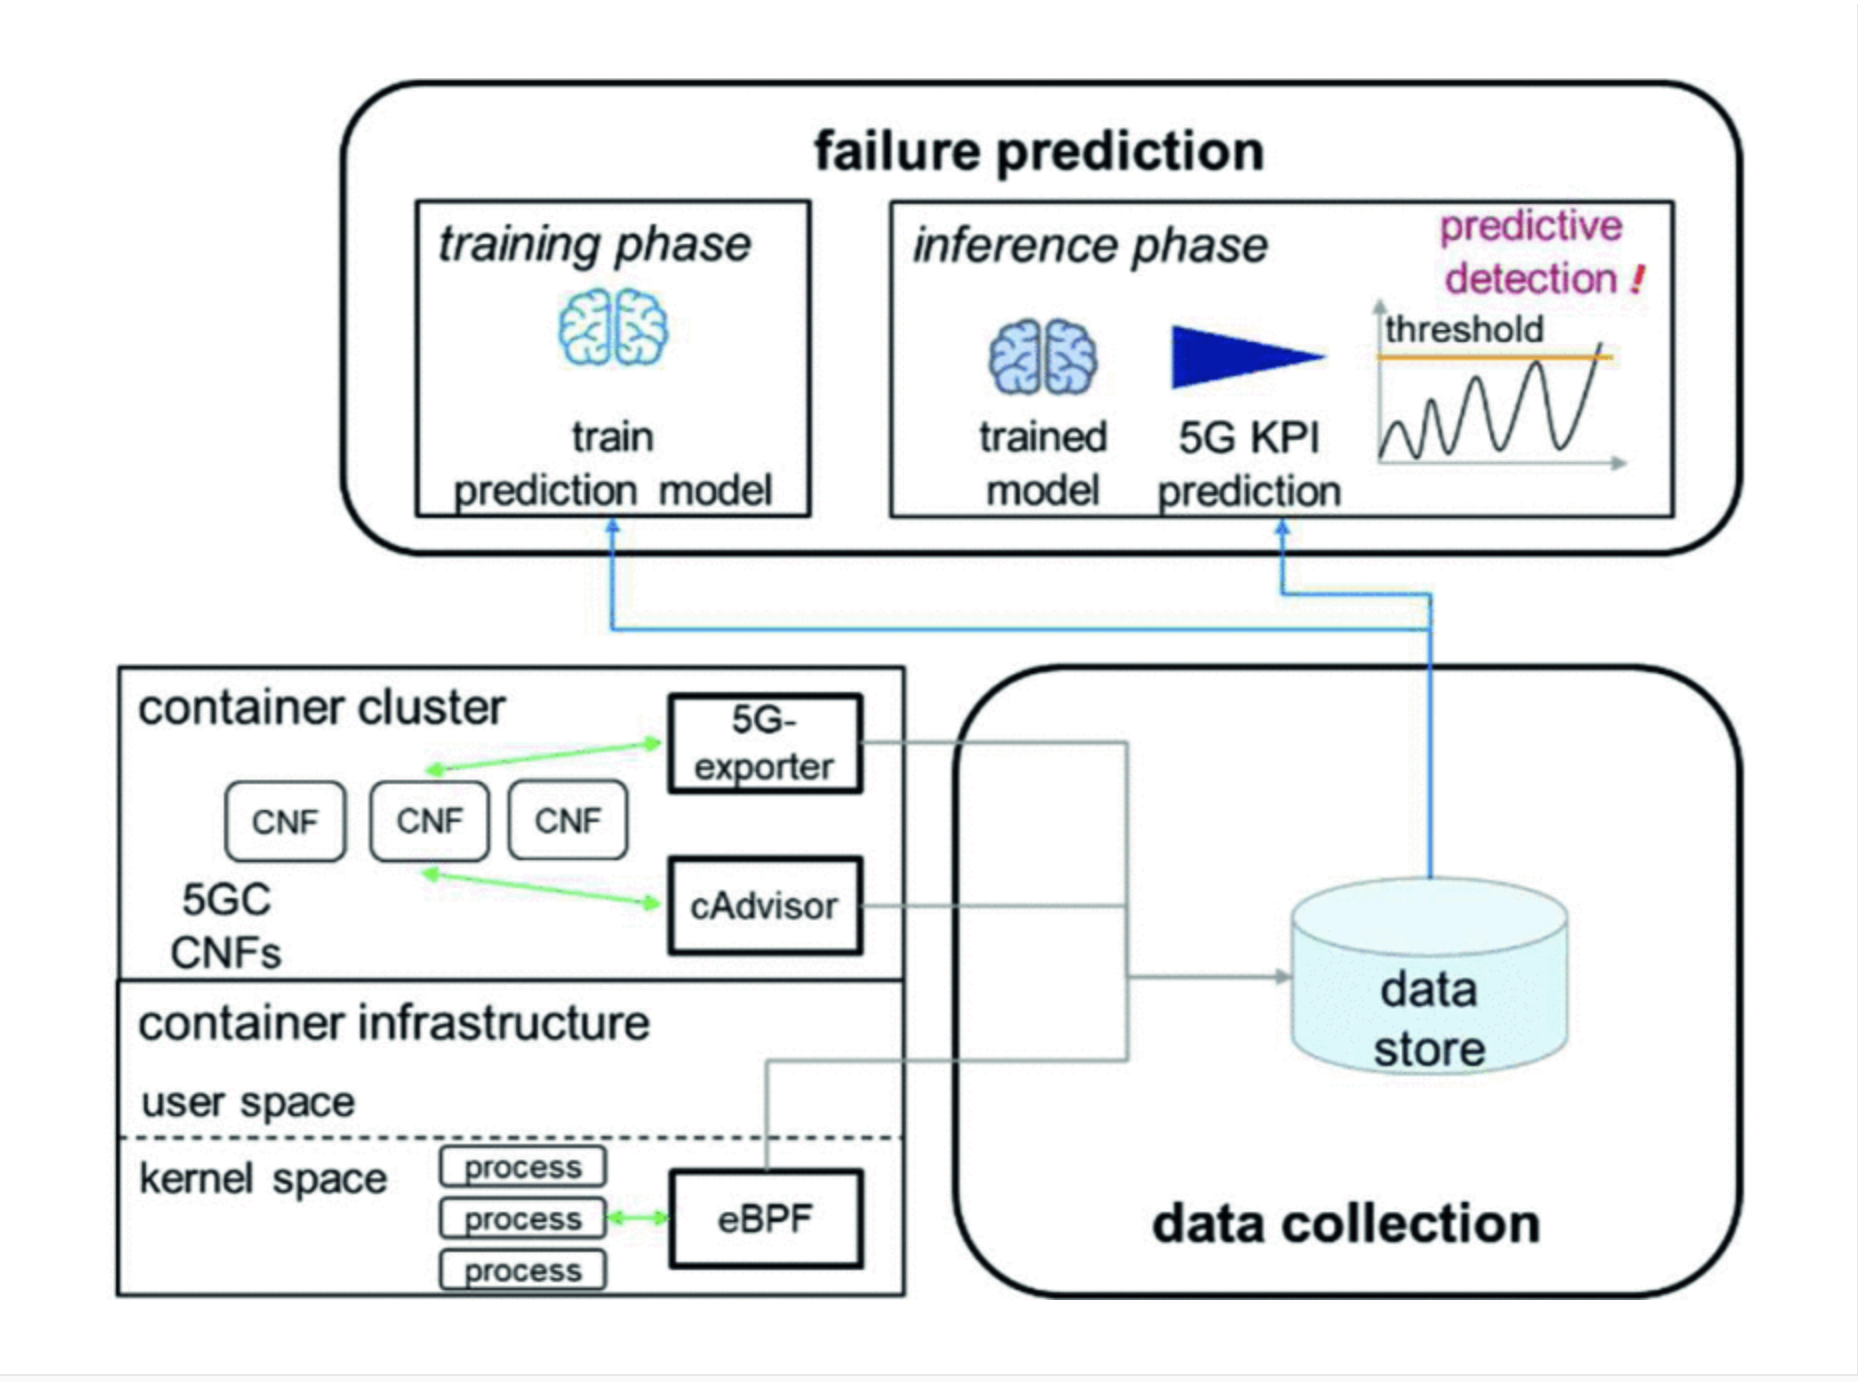 failure prediction
training phase
train
prediction model
inference phase
trained
model
5G KPI
prediction
predictive
detection !
threshold
container cluster
5G-
exporter
CNF
CNF
CNF
cAdvisor
5GC
CNFs
container infrastructure
user space
kernel space
process
process
process
eBPF
data
store
data collection